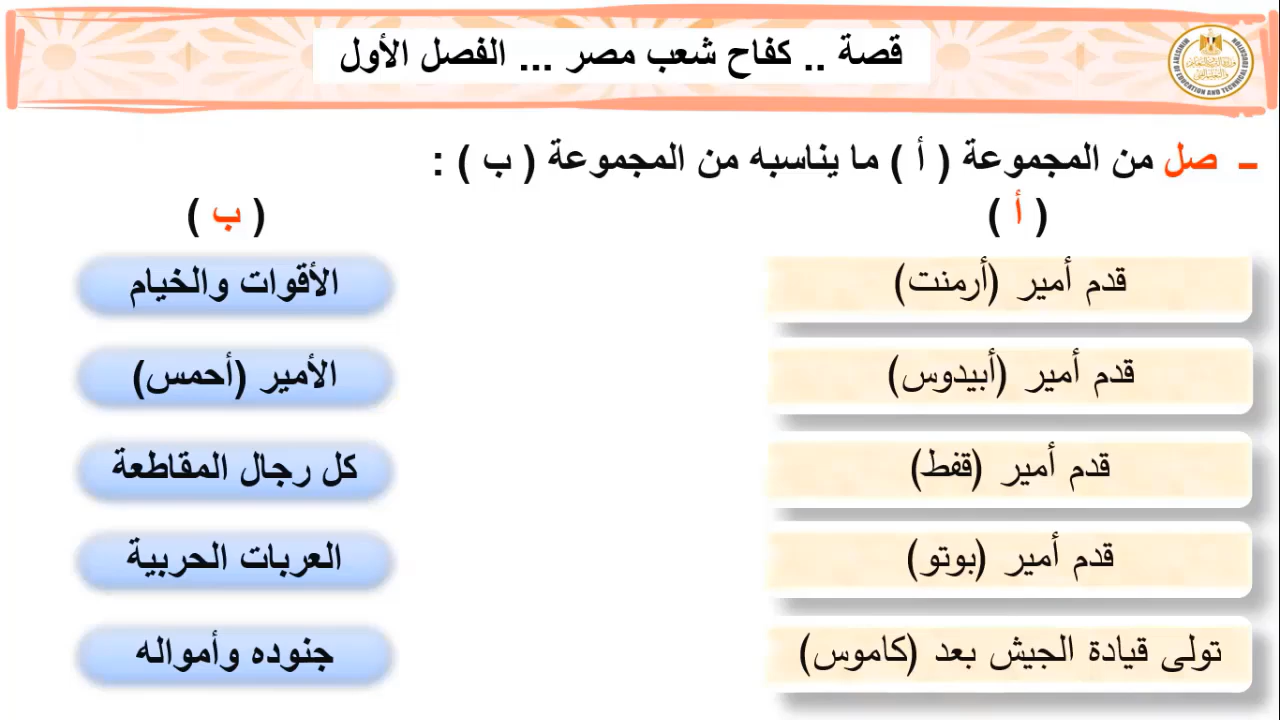 قصة .. كفاح شعب مصر ... الفصل الأول
ـ صل من المجموعة ( أ ) ما يناسبه من المجموعة ( ب ) :
( أ )
( ب )
قدم أمير (أرمنت)
الأقوات والخيام
قدم أمير (أبيدوس)
الأمير (أحمس)
قدم أمير (قفط)
كل رجال المقاطعة
قدم أمير (بوتو)
العربات الحربية
تولى قيادة الجيش بعد (كاموس)
جنوده وأمواله